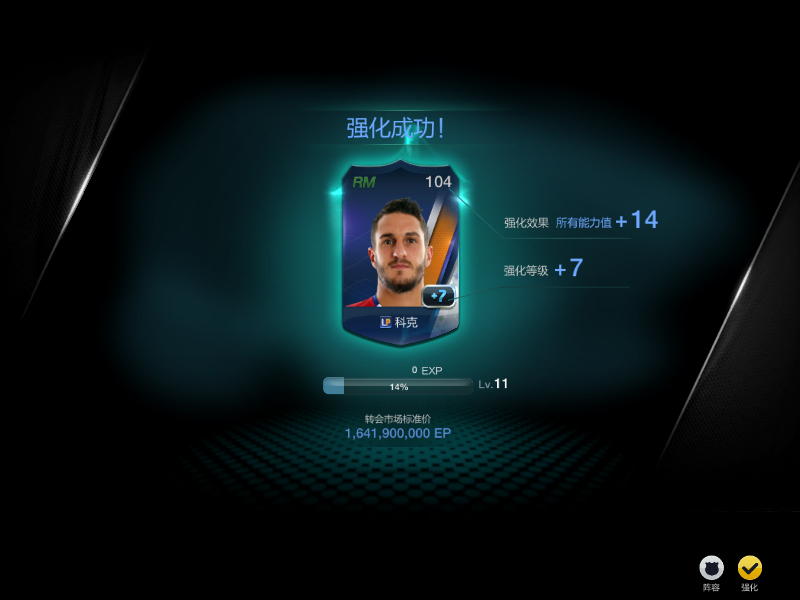 强化成功!
RM 104
强化效果 所有能力值 +14
强化等级 +7
+7
LP 科克
0 EXP
14% Lv.11
转会市场标准价
1,641,900,000 EP
阵容 强化